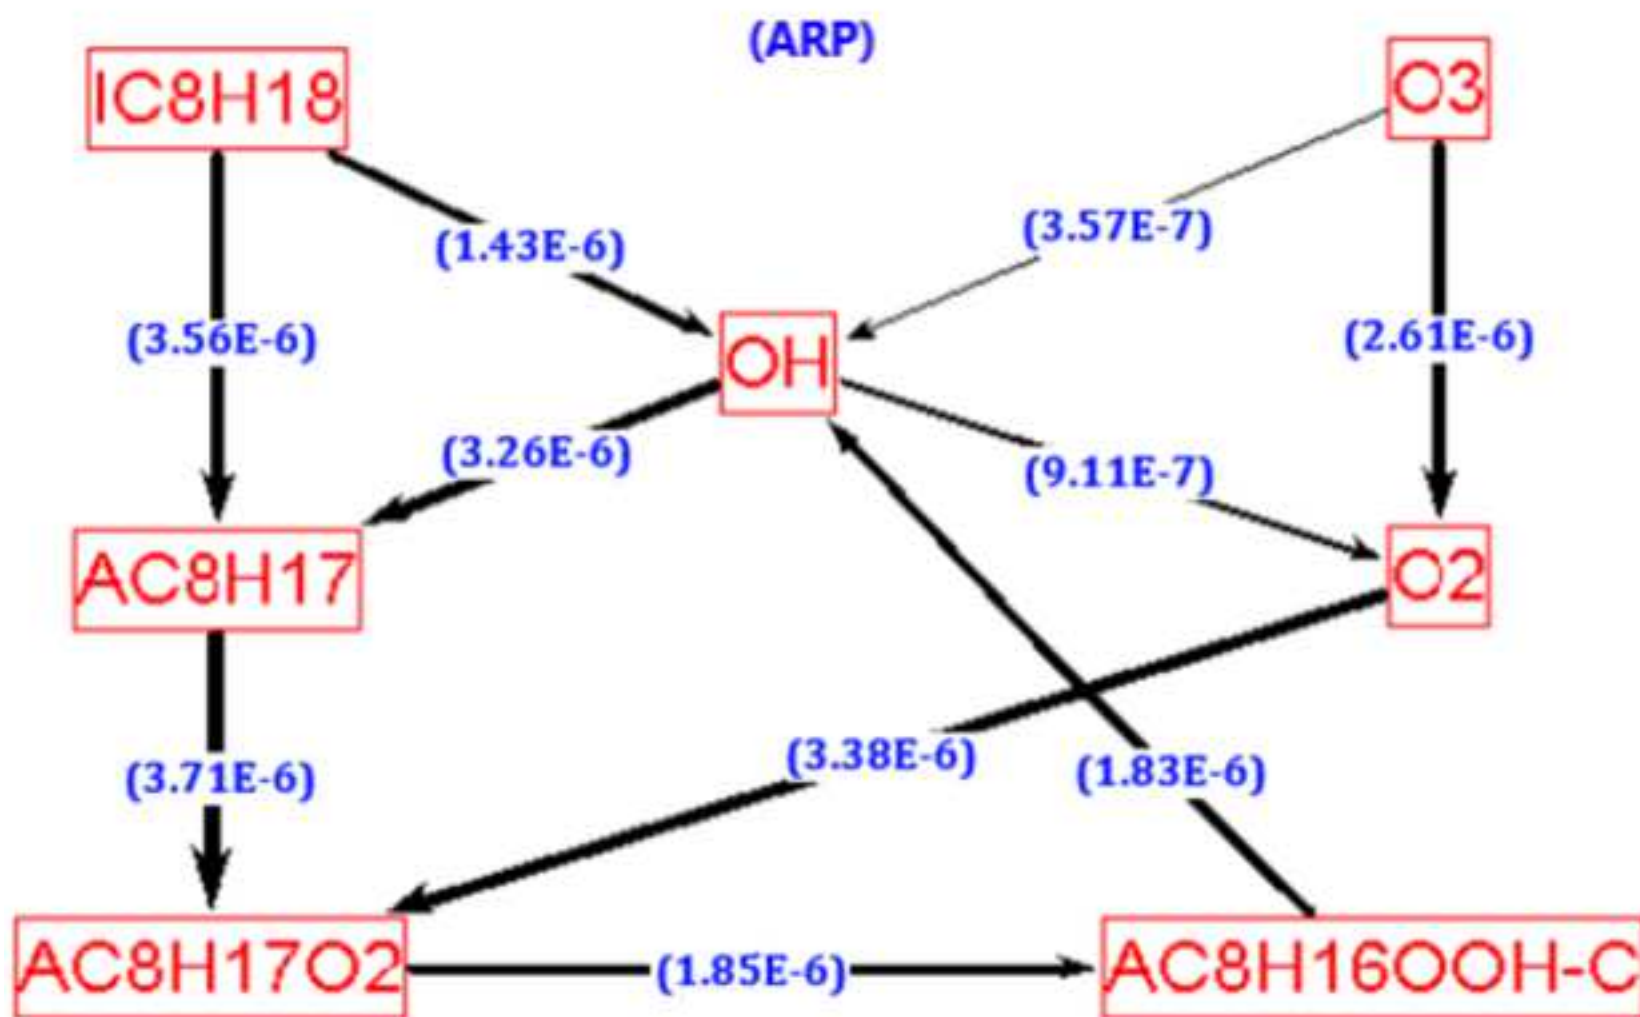 (ARP)
IC8H18
O3
(1.43E-6)
(3.57E-7)
(3.56E-6)
(2.61E-6)
OH
(3.26E-6)
(9.11E-7)
AC8H17
O2
(3.71E-6)
(3.38E-6)
(1.83E-6)
AC8H17O2
(1.85E-6)
AC8H16OOH-C